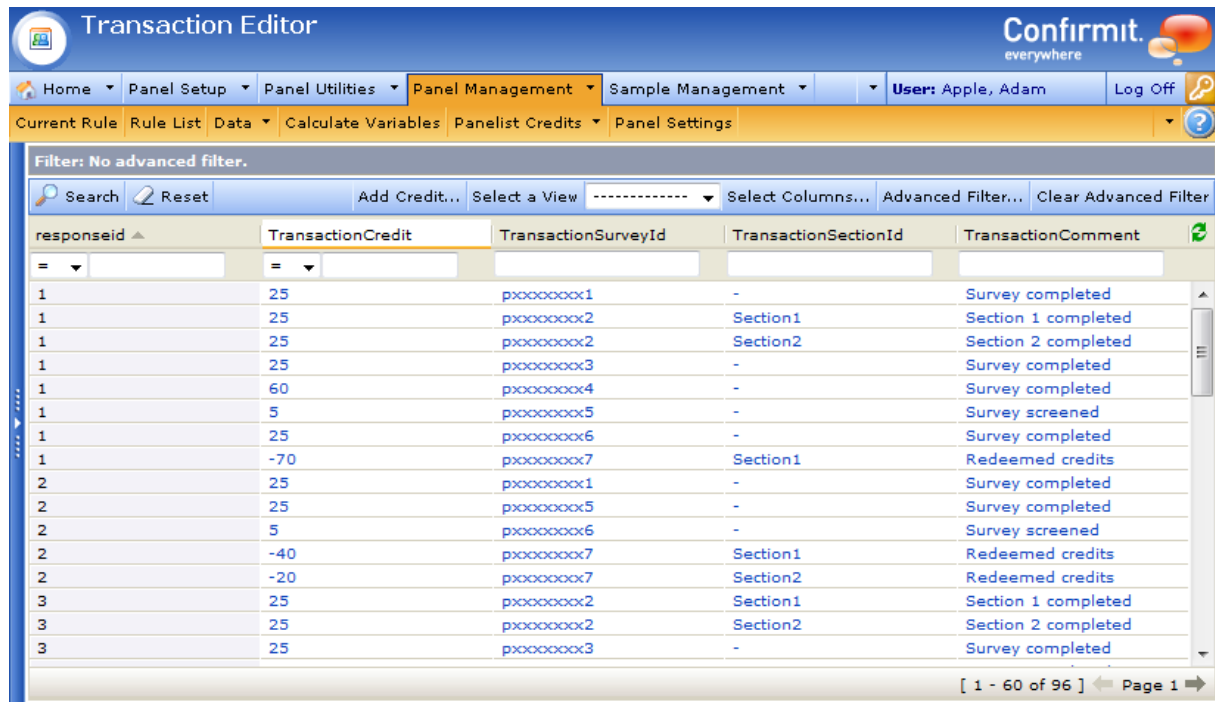 Transaction Editor
Confirmit.
everywhere
Home Panel Setup Panel Utilities Panel Management Sample Management User: Apple, Adam Log Off
Current Rule Rule List Data Calculate Variables Panelist Credits Panel Settings ?
Filter: No advanced filter.
Search Reset Add Credit... Select a View ------------- Select Columns... Advanced Filter... Clear Advanced Filter
responseid TransactionCredit TransactionSurveyId TransactionSectionId TransactionComment
= =
1 25 pxxxxxxx1 - Survey completed
1 25 pxxxxxxx2 Section1 Section 1 completed
1 25 pxxxxxxx2 Section2 Section 2 completed
1 25 pxxxxxxx3 - Survey completed
1 60 pxxxxxxx4 - Survey completed
1 5 pxxxxxxx5 - Survey screened
1 25 pxxxxxxx6 - Survey completed
1 -70 pxxxxxxx7 Section1 Redeemed credits
2 25 pxxxxxxx1 - Survey completed
2 25 pxxxxxxx5 - Survey completed
2 5 pxxxxxxx6 - Survey screened
2 -40 pxxxxxxx7 Section1 Redeemed credits
2 -20 pxxxxxxx7 Section2 Redeemed credits
3 25 pxxxxxxx2 Section1 Section 1 completed
3 25 pxxxxxxx2 Section2 Section 2 completed
3 25 pxxxxxxx3 - Survey completed
[ 1 - 60 of 96 ] Page 1